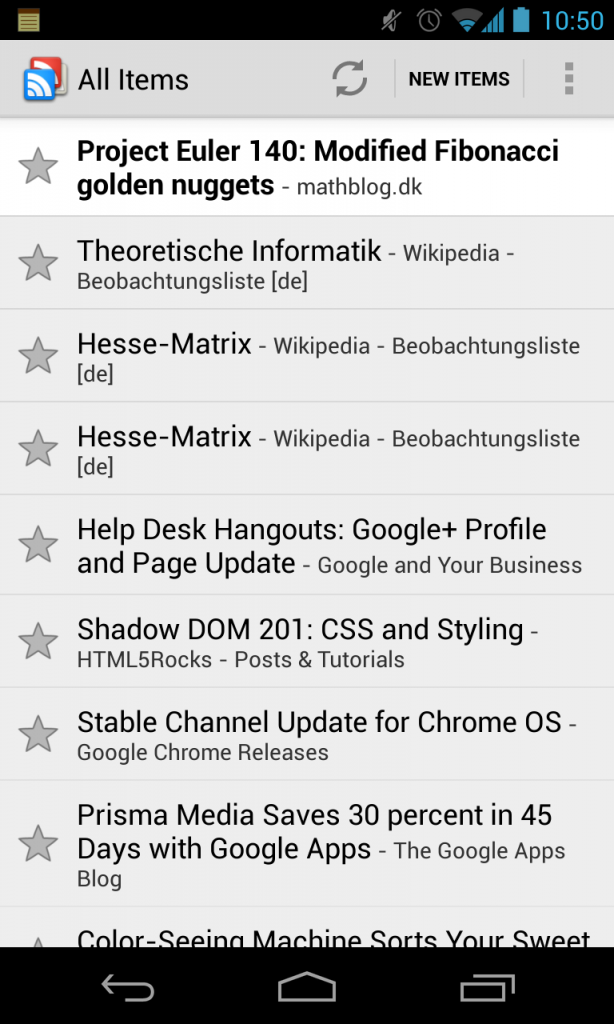 10:50
All Items NEW ITEMS
Project Euler 140: Modified Fibonacci
golden nuggets - mathblog.dk
Theoretische Informatik - Wikipedia -
Beobachtungsliste [de]
Hesse-Matrix - Wikipedia - Beobachtungsliste
[de]
Hesse-Matrix - Wikipedia - Beobachtungsliste
[de]
Help Desk Hangouts: Google+ Profile
and Page Update - Google and Your Business
Shadow DOM 201: CSS and Styling -
HTML5Rocks - Posts & Tutorials
Stable Channel Update for Chrome OS -
Google Chrome Releases
Prisma Media Saves 30 percent in 45
Days with Google Apps - The Google Apps
Blog
Color-Seeing Machine Sorts Your Sweet